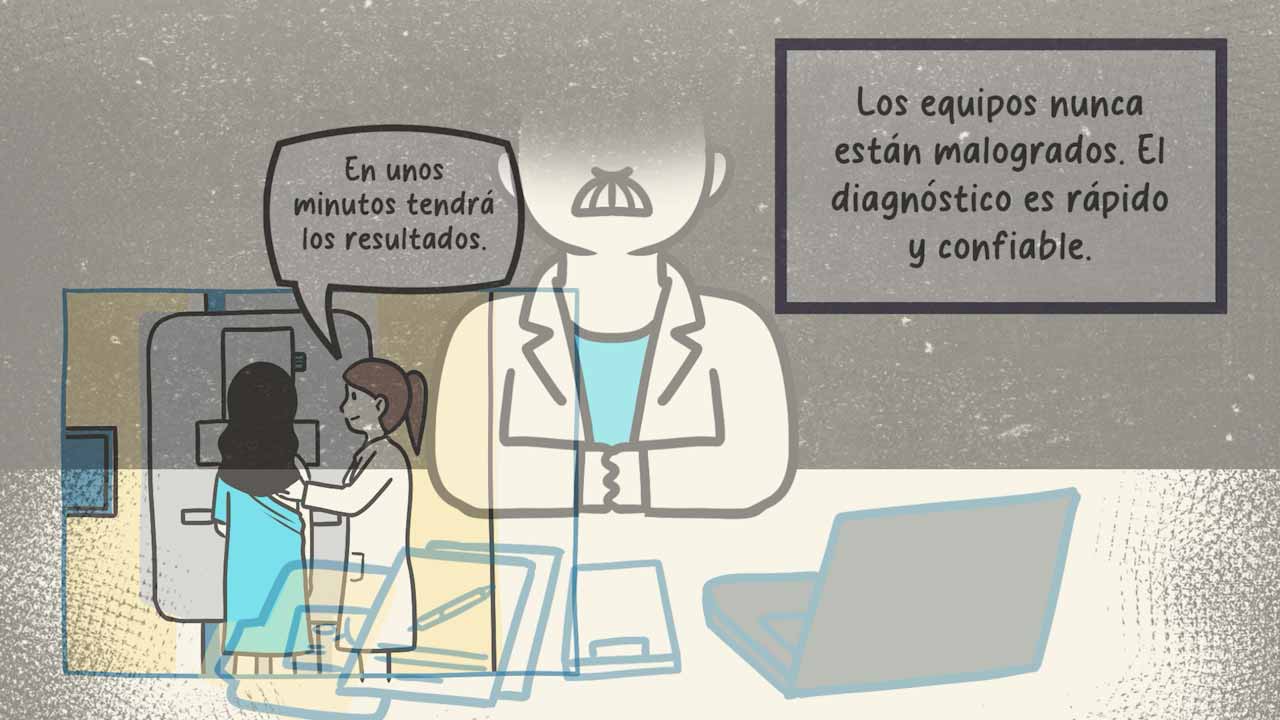 En unos
minutos tendrá
los resultados.
Los equipos nunca
están malogrados. El
diagnóstico es rápido
y confiable.